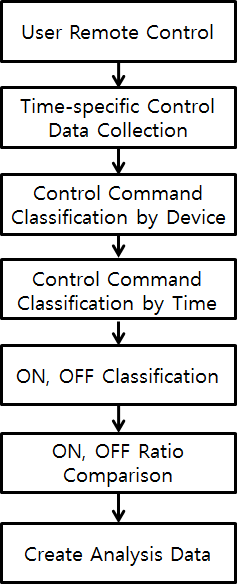 User Remote Control
Time-specific Control
Data Collection
Control Command
Classification by Device
Control Command
Classification by Time
ON, OFF Classification
ON, OFF Ratio
Comparison
Create Analysis Data